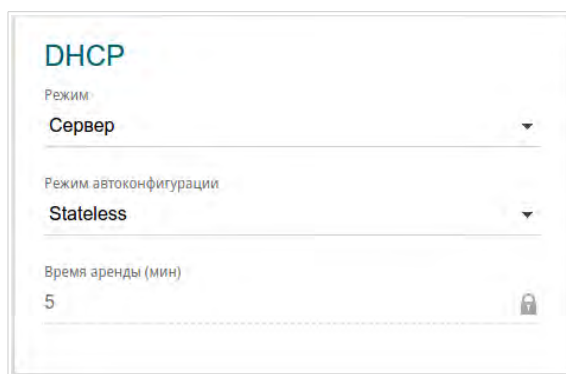 DHCP
Режим
Сервер
Режим автоконфигурации
Stateless
Время аренды (мин)
5